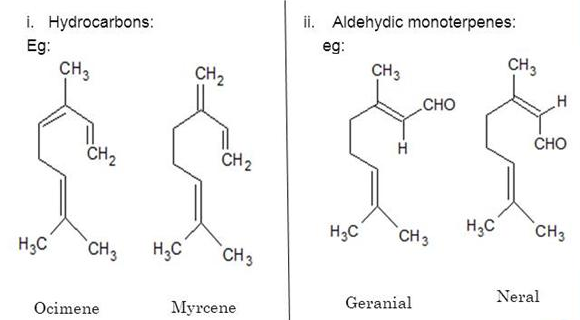 i. Hydrocarbons:
Eg:
CH3
CH2
H3C
CH3
Ocimene
CH2
CH2
H3C
CH3
Myrcene
ii. Aldehydic monoterpenes:
eg:
CH3
CHO
H
H3C
CH3
Geranial
CH3
H
CHO
H3C
CH3
Neral